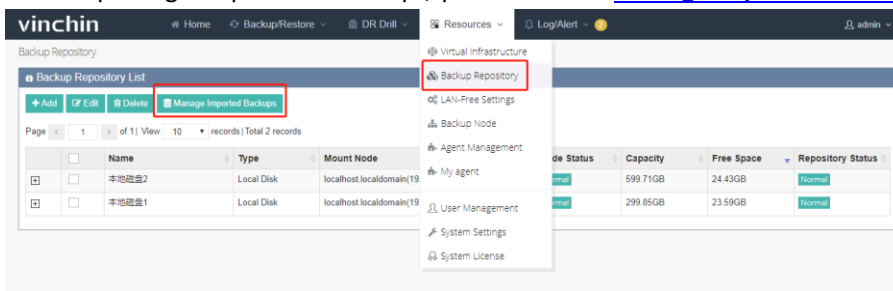 vinchin Home Backup/Restore DR Drill Resources Log/Alert 2 admin
Backup Repository
Virtual Infrastructure
Backup Repository List
Backup Repository
Add Edit Delete Manage Imported Backups
LAN-Free Settings
Page 1 of 1| View 10 records|Total 2 records
Backup Node
Agent Management
Name Type Mount Node de Status Capacity Free Space Repository Status
本地磁盘2 Local Disk localhost.localdomain(19 rmal 599.71GB 24.43GB Normal
My agent
本地磁盘1 Local Disk localhost.localdomain(19 rmal 299.85GB 23.59GB Normal
User Management
System Settings
System License